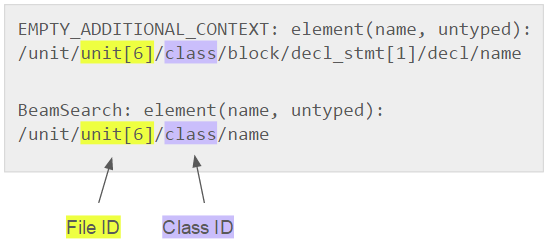 EMPTY_ADDITIONAL_CONTEXT: element(name, untyped):
/unit/unit[6]/class/block/decl_stmt[1]/decl/name
BeamSearch: element(name, untyped):
/unit/unit[6]/class/name
File ID Class ID